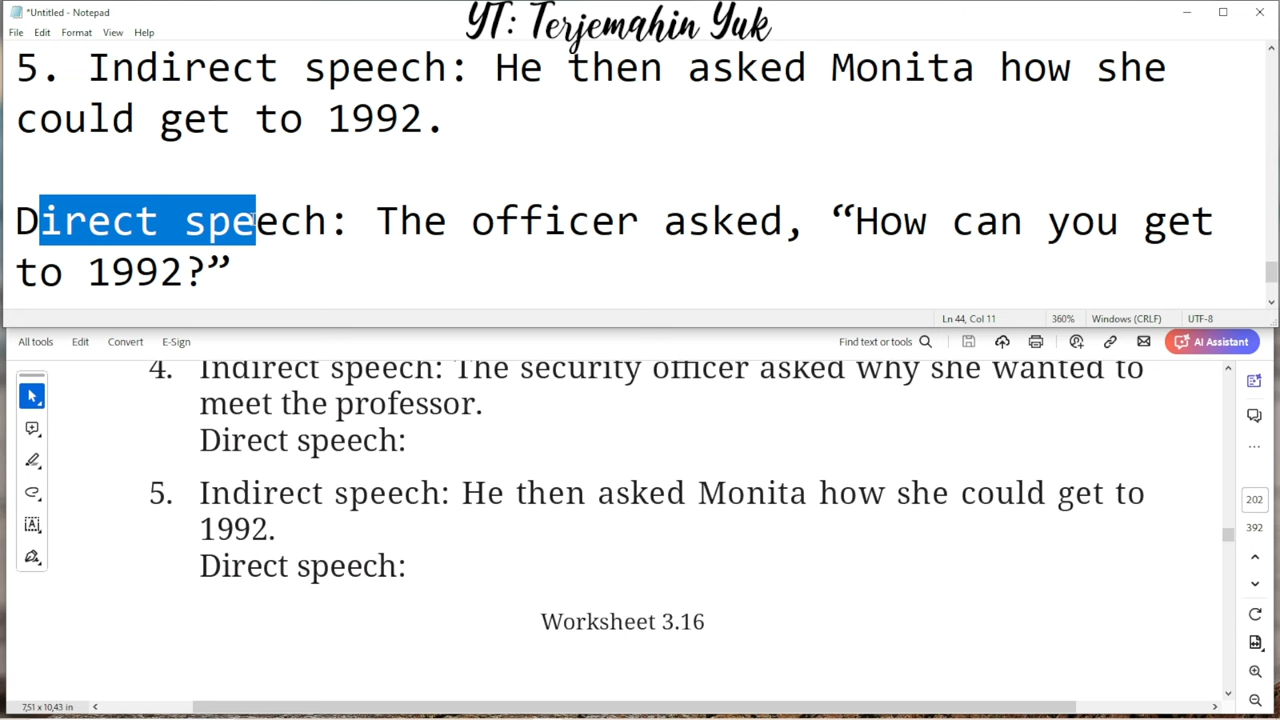 *Untitled - Notepad
YT: Terjemahin Yuk
File Edit Format View Help
5. Indirect speech: He then asked Monita how she
could get to 1992.
Direct speech: The officer asked, “How can you get
to 1992?”
Ln 44, Col 11 360% Windows (CRLF) UTF-8
All tools Edit Convert E-Sign Find text or tools AI Assistant
4. Indirect speech: The security officer asked why she wanted to
meet the professor.
Direct speech:
5. Indirect speech: He then asked Monita how she could get to
1992.
Direct speech:
202
392
Worksheet 3.16
7,51 x 10,43 in